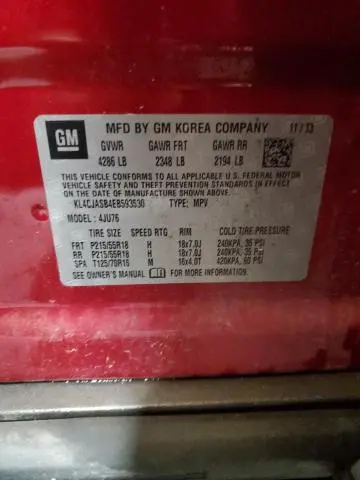 GM
MFD BY GM KOREA COMPANY 11/13
GVWR GAWR FRT GAWR RR
4286 LB 2348 LB 2194 LB
THIS VEHICLE CONFORMS TO ALL APPLICABLE U.S. FEDERAL MOTOR
VEHICLE SAFETY AND THEFT PREVENTION STANDARDS IN EFFECT ON THE
DATE OF MANUFACTURE SHOWN ABOVE.
KL4CJASB4EB593530 TYPE: MPV
MODEL: 4JU76
TIRE SIZE SPEED RTG RIM COLD TIRE PRESSURE
FRT P215/55R18 H 18x7.0J 240KPA, 35 PSI
RR P215/55R18 H 18x7.0J 240KPA, 35 PSI
SPA T125/70R16 M 16x4.0T 420KPA, 60 PSI
SEE OWNER'S MANUAL FOR MORE INFORMATION.